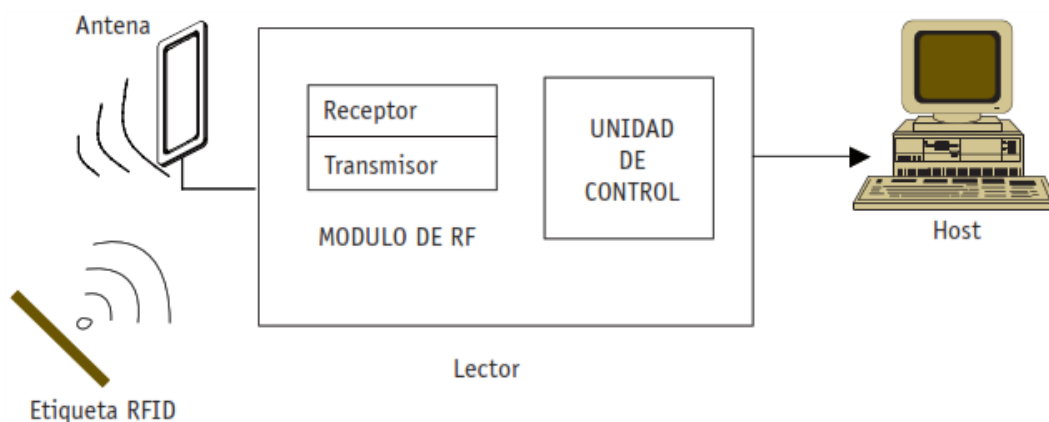 Antena
Receptor
Transmisor
MODULO DE RF
UNIDAD
DE
CONTROL
Host
Lector
Etiqueta RFID